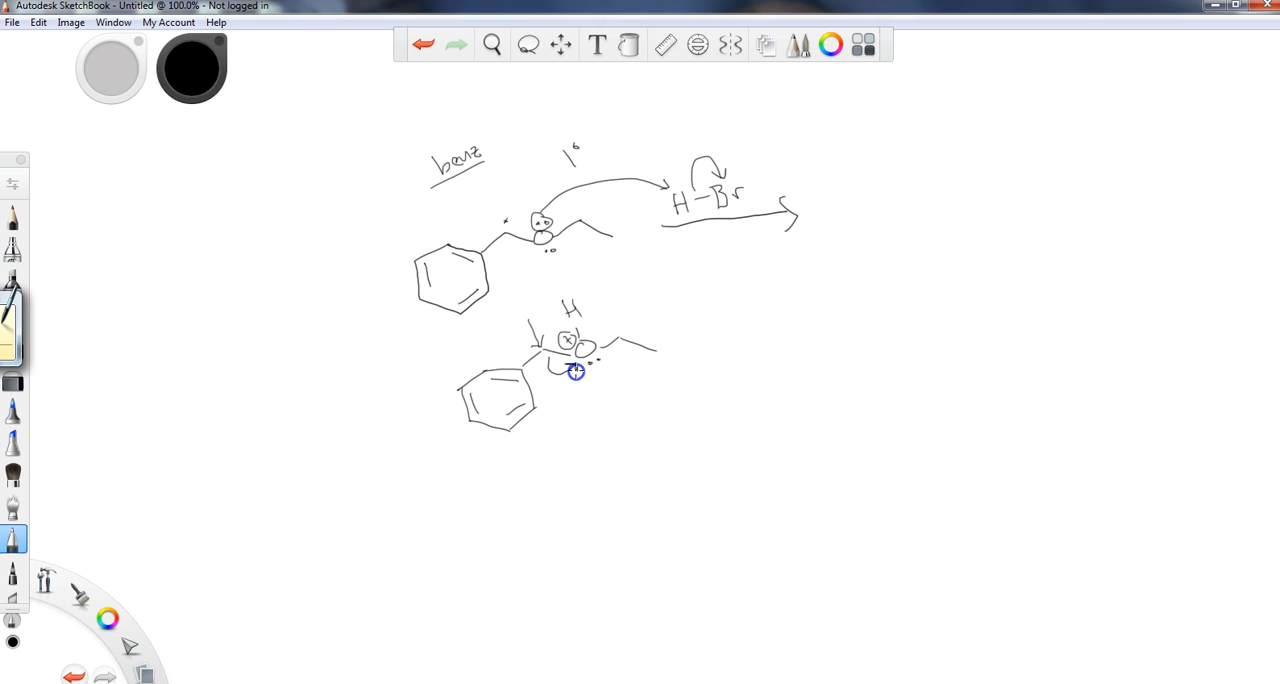 Autodesk SketchBook - Untitled @ 100.0% - Not logged in
File Edit Image Window My Account Help
T
benz 1°
H-Br
O
H
O